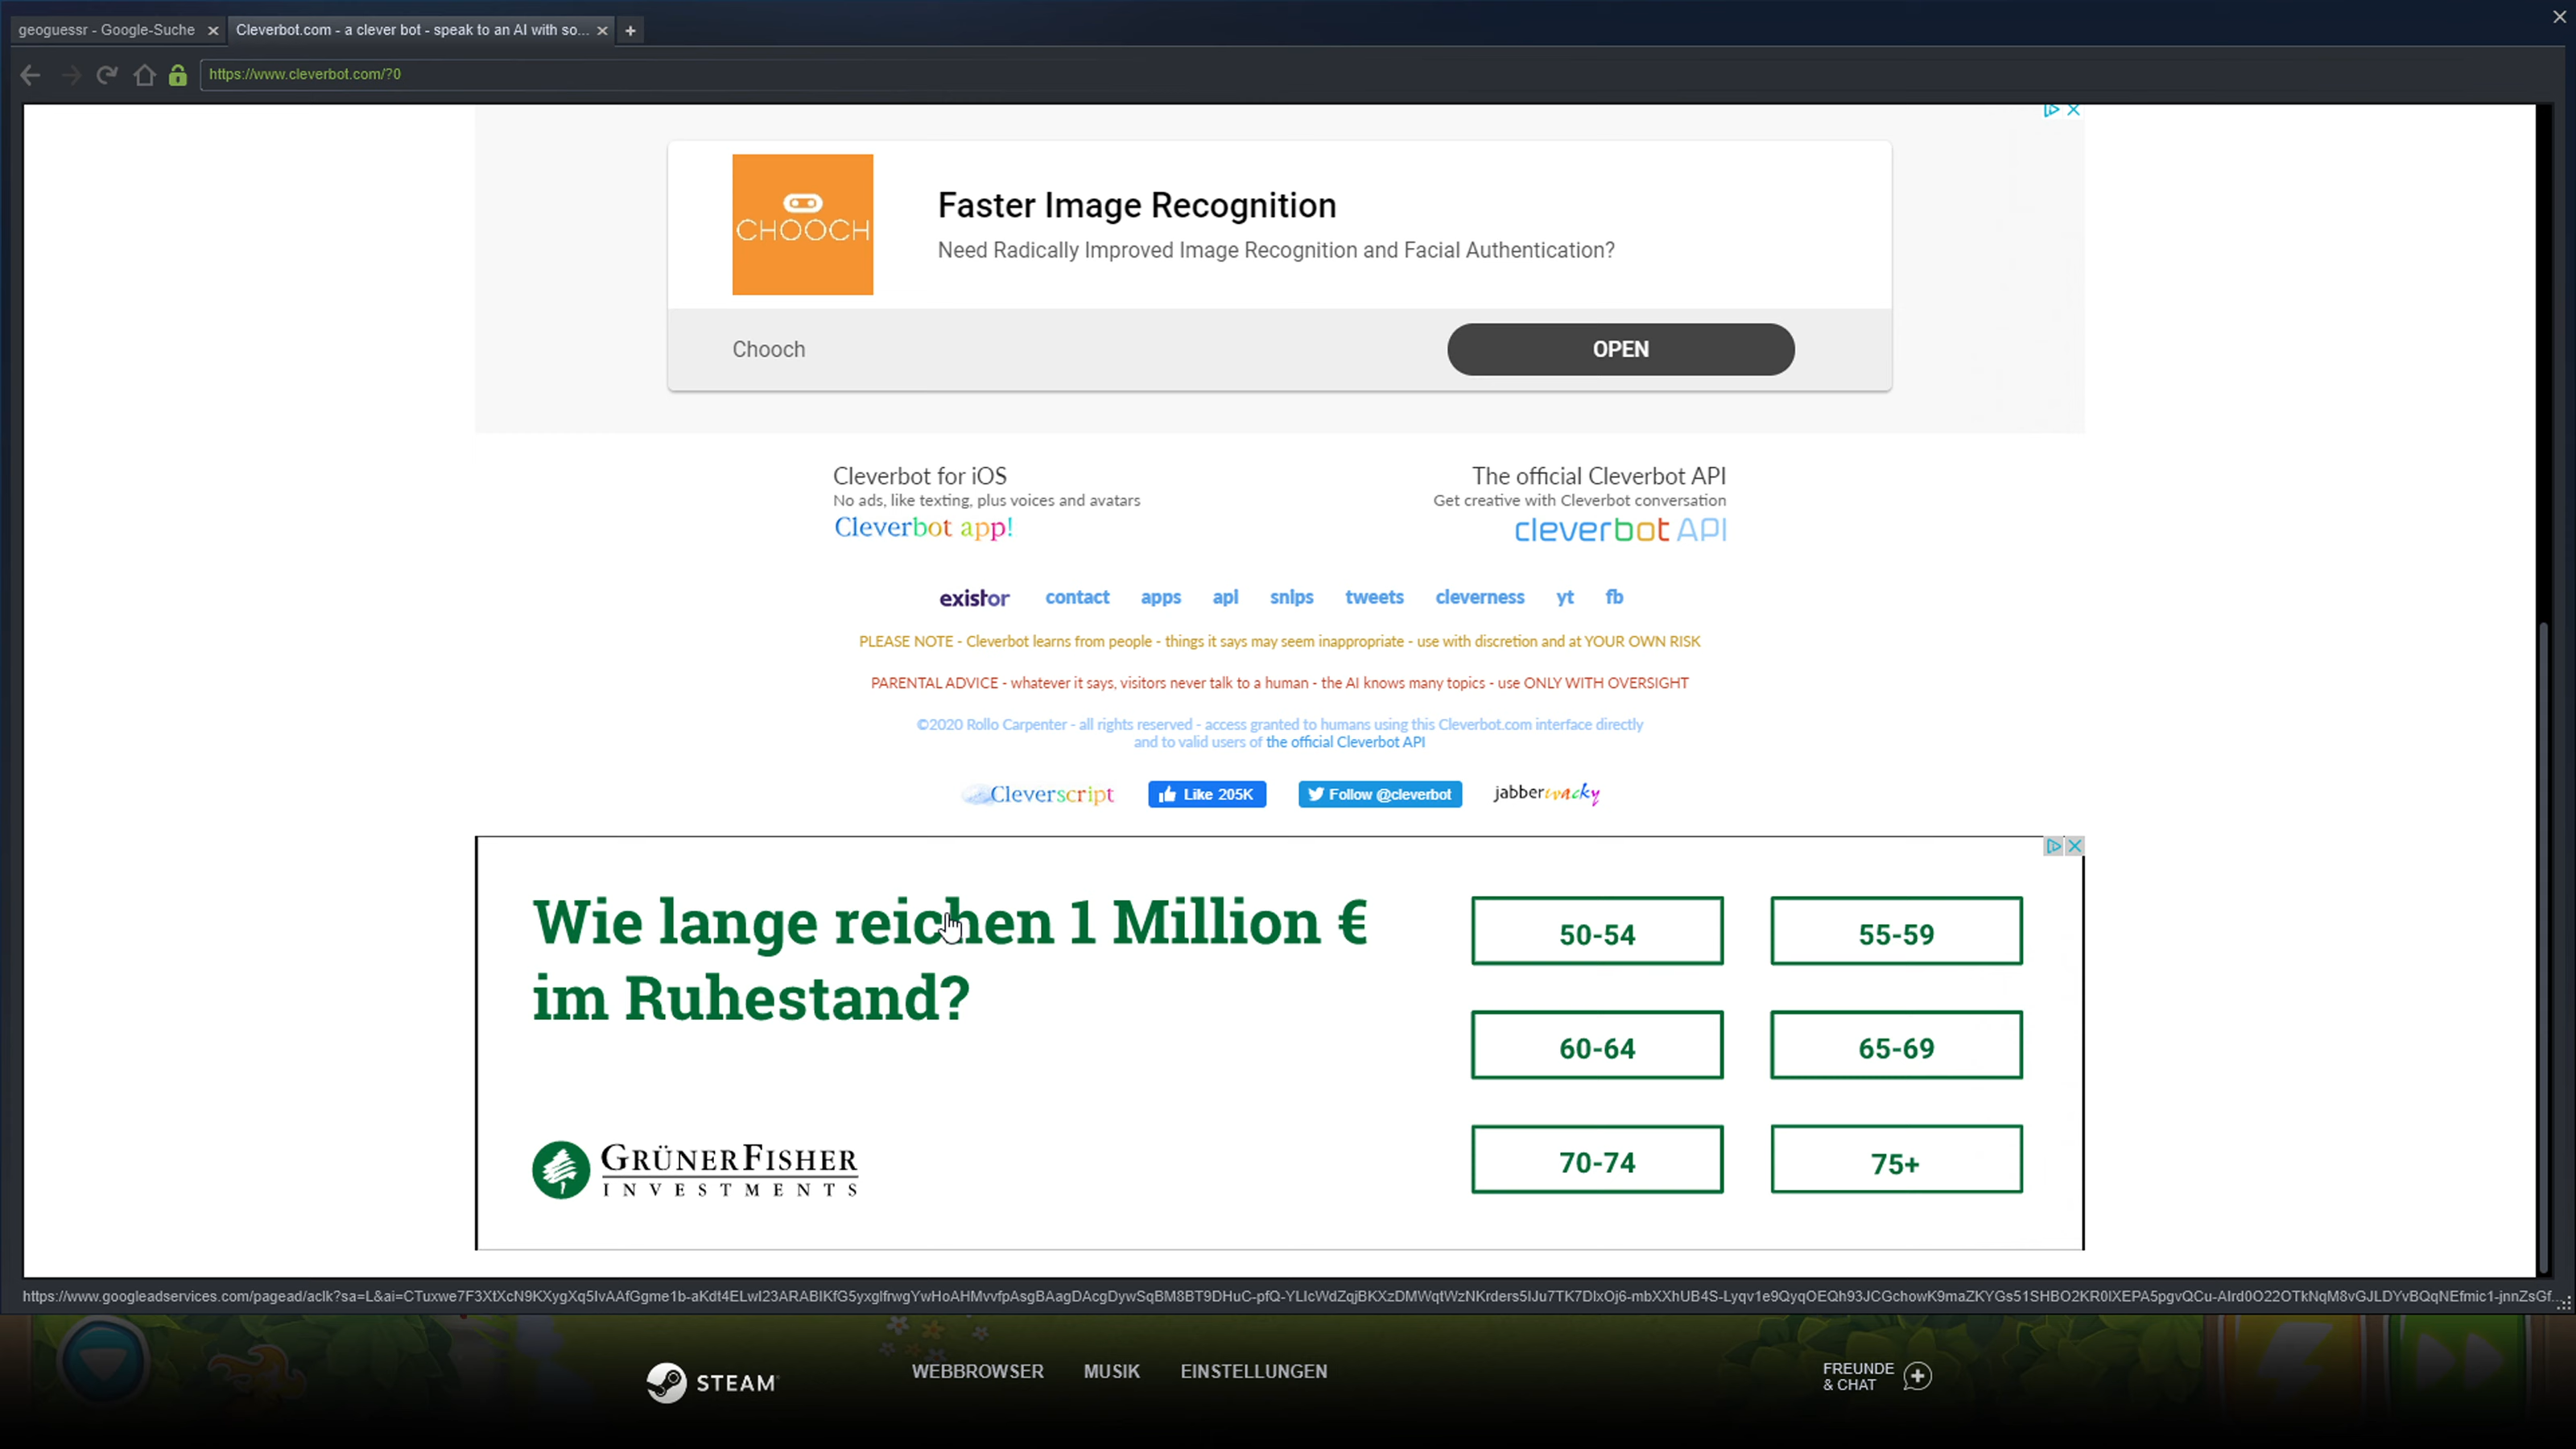 geoguessr - Google-Suche
Cleverbot.com - a clever bot - speak to an AI with so...
https://www.cleverbot.com/?0
CHOOCH
Faster Image Recognition
Need Radically Improved Image Recognition and Facial Authentication?
Chooch
OPEN
Cleverbot for iOS
No ads, like texting, plus voices and avatars
Cleverbot app!
The official Cleverbot API
Get creative with Cleverbot conversation
cleverbot API
existor contact apps api snips tweets cleverness yt fb
PLEASE NOTE - Cleverbot learns from people - things it says may seem inappropriate - use with discretion and at YOUR OWN RISK
PARENTAL ADVICE - whatever it says, visitors never talk to a human - the AI knows many topics - use ONLY WITH OVERSIGHT
©2020 Rollo Carpenter - all rights reserved - access granted to humans using this Cleverbot.com interface directly
and to valid users of the official Cleverbot API
Cleverscript Like 205K Follow @cleverbot jabberwacky
Wie lange reichen 1 Million €
im Ruhestand?
GRÜNER FISHER
INVESTMENTS
50-54 55-59
60-64 65-69
70-74 75+
STEAM WEBBROWSER MUSIK EINSTELLUNGEN
FREUNDE
& CHAT